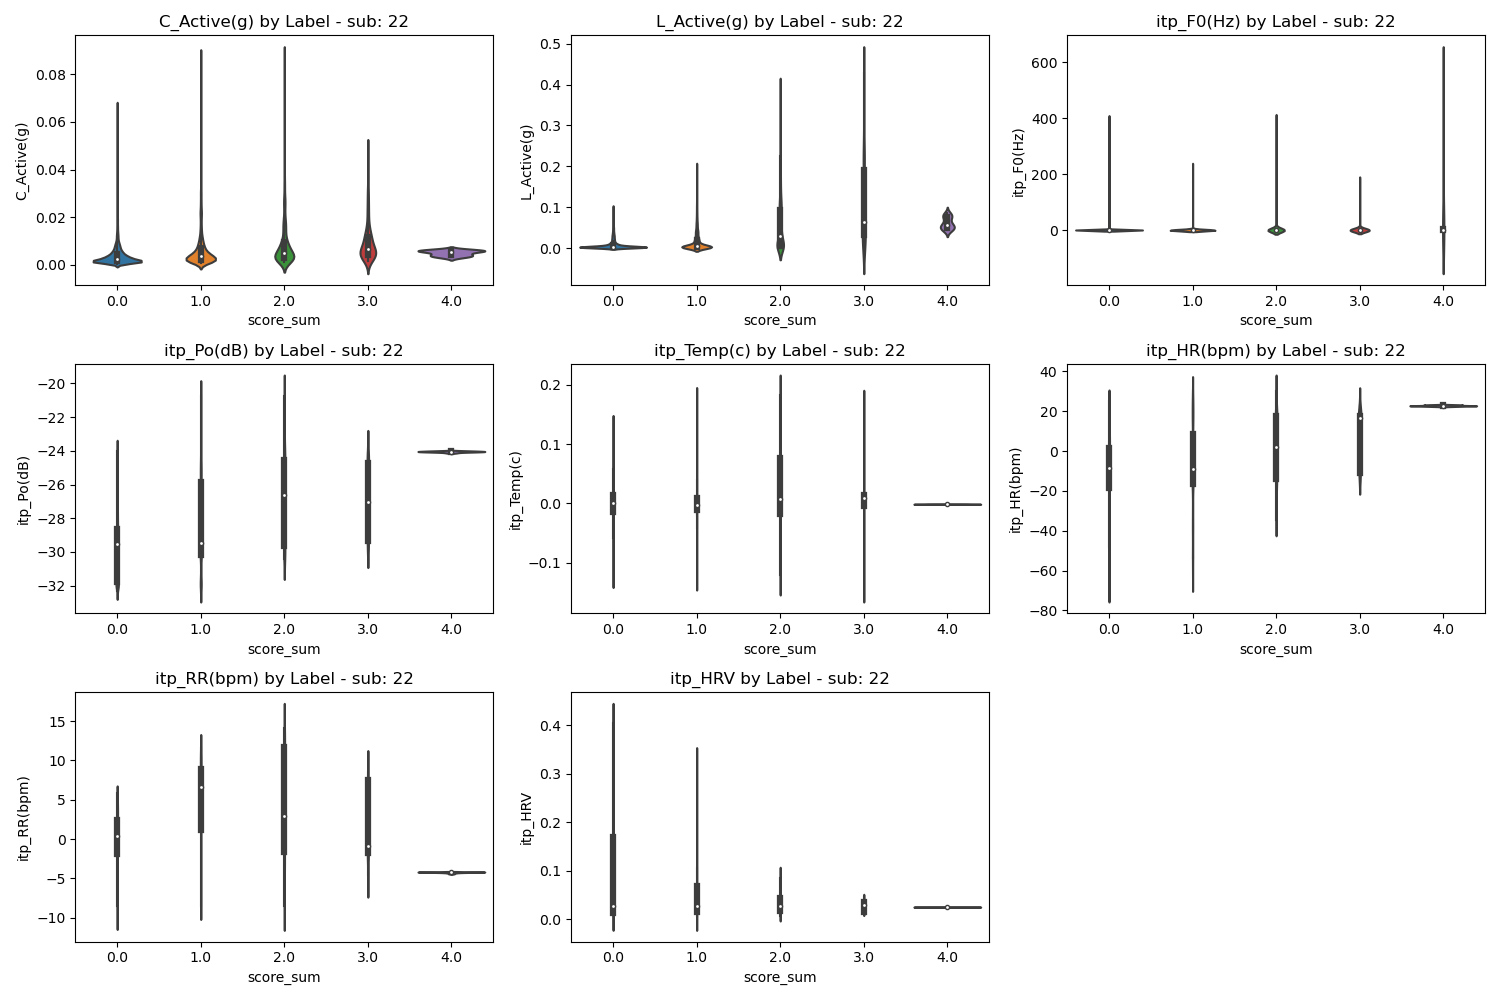 C_Active(g) by Label - sub: 22
C_Active(g)
0.08
0.06
0.04
0.02
0.00
0.0 1.0 2.0 3.0 4.0
score_sum
L_Active(g) by Label - sub: 22
L_Active(g)
0.5
0.4
0.3
0.2
0.1
0.0
0.0 1.0 2.0 3.0 4.0
score_sum
itp_F0(Hz) by Label - sub: 22
itp_F0(Hz)
600
400
200
0
0.0 1.0 2.0 3.0 4.0
score_sum
itp_Po(dB) by Label - sub: 22
itp_Po(dB)
−20
−22
−24
−26
−28
−30
−32
0.0 1.0 2.0 3.0 4.0
score_sum
itp_Temp(c) by Label - sub: 22
itp_Temp(c)
0.2
0.1
0.0
−0.1
0.0 1.0 2.0 3.0 4.0
score_sum
itp_HR(bpm) by Label - sub: 22
itp_HR(bpm)
40
20
0
−20
−40
−60
−80
0.0 1.0 2.0 3.0 4.0
score_sum
itp_RR(bpm) by Label - sub: 22
itp_RR(bpm)
15
10
5
0
−5
−10
0.0 1.0 2.0 3.0 4.0
score_sum
itp_HRV by Label - sub: 22
itp_HRV
0.4
0.3
0.2
0.1
0.0
0.0 1.0 2.0 3.0 4.0
score_sum